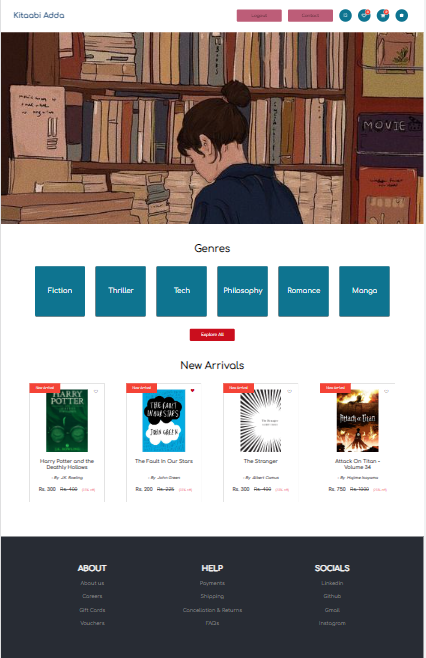 Kitaabi Adda
Logout
Contact
MOVIE
Genres
Fiction
Thriller
Tech
Philosophy
Romance
Manga
Explore All
New Arrivals
New Arrival
HARRY
POTTER
New Arrival
THE FAULT
IN OUR STARS
JOHN GREEN
New Arrival
The Stranger
New Arrival
Attack on Titan
Harry Potter and the
Deathly Hallows
- By J.K. Rowling
Rs. 300 Rs. 400
The Fault in Our Stars
- By John Green
Rs. 200 Rs. 225
The Stranger
- By Albert Camus
Rs. 300 Rs. 400
Attack On Titan -
Volume 34
- By Hajime Isayama
Rs. 750 Rs. 1000
ABOUT
About us
Careers
Gift Cards
Vouchers
HELP
Payments
Shipping
Cancellation & Returns
FAQs
SOCIALS
LinkedIn
Github
Gmail
Instagram